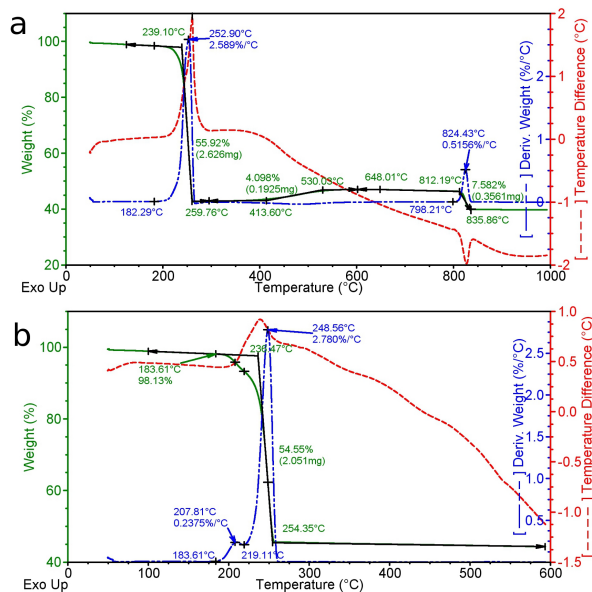 a
239.10°C
252.90°C
2.589%/°C
55.92%
(2.626mg)
4.098%
(0.1925mg)
530.03°C
648.01°C
824.43°C
0.5156%/°C
812.19°C
7.582%
(0.3561mg)
182.29°C
259.76°C
413.60°C
798.21°C
835.86°C
Weight (%)
100
80
60
40
20
0
200
400
600
800
1000
Exo Up
Temperature (°C)
2
1
0
[ –– – ] Deriv. Weight (%/°C)
2
1
0
-1
-2
[ – – – – ] Temperature Difference (°C)
b
236.47°C
248.56°C
2.780%/°C
183.61°C
98.13%
54.55%
(2.051mg)
207.81°C
0.2375%/°C
183.61°C
219.11°C
254.35°C
Weight (%)
100
80
60
40
0
100
200
300
400
500
600
Exo Up
Temperature (°C)
2.5
2.0
1.5
1.0
0.5
[ –– – ] Deriv. Weight (%/°C)
1.0
0.5
0.0
-0.5
-1.0
-1.5
[ – – – – ] Temperature Difference (°C)